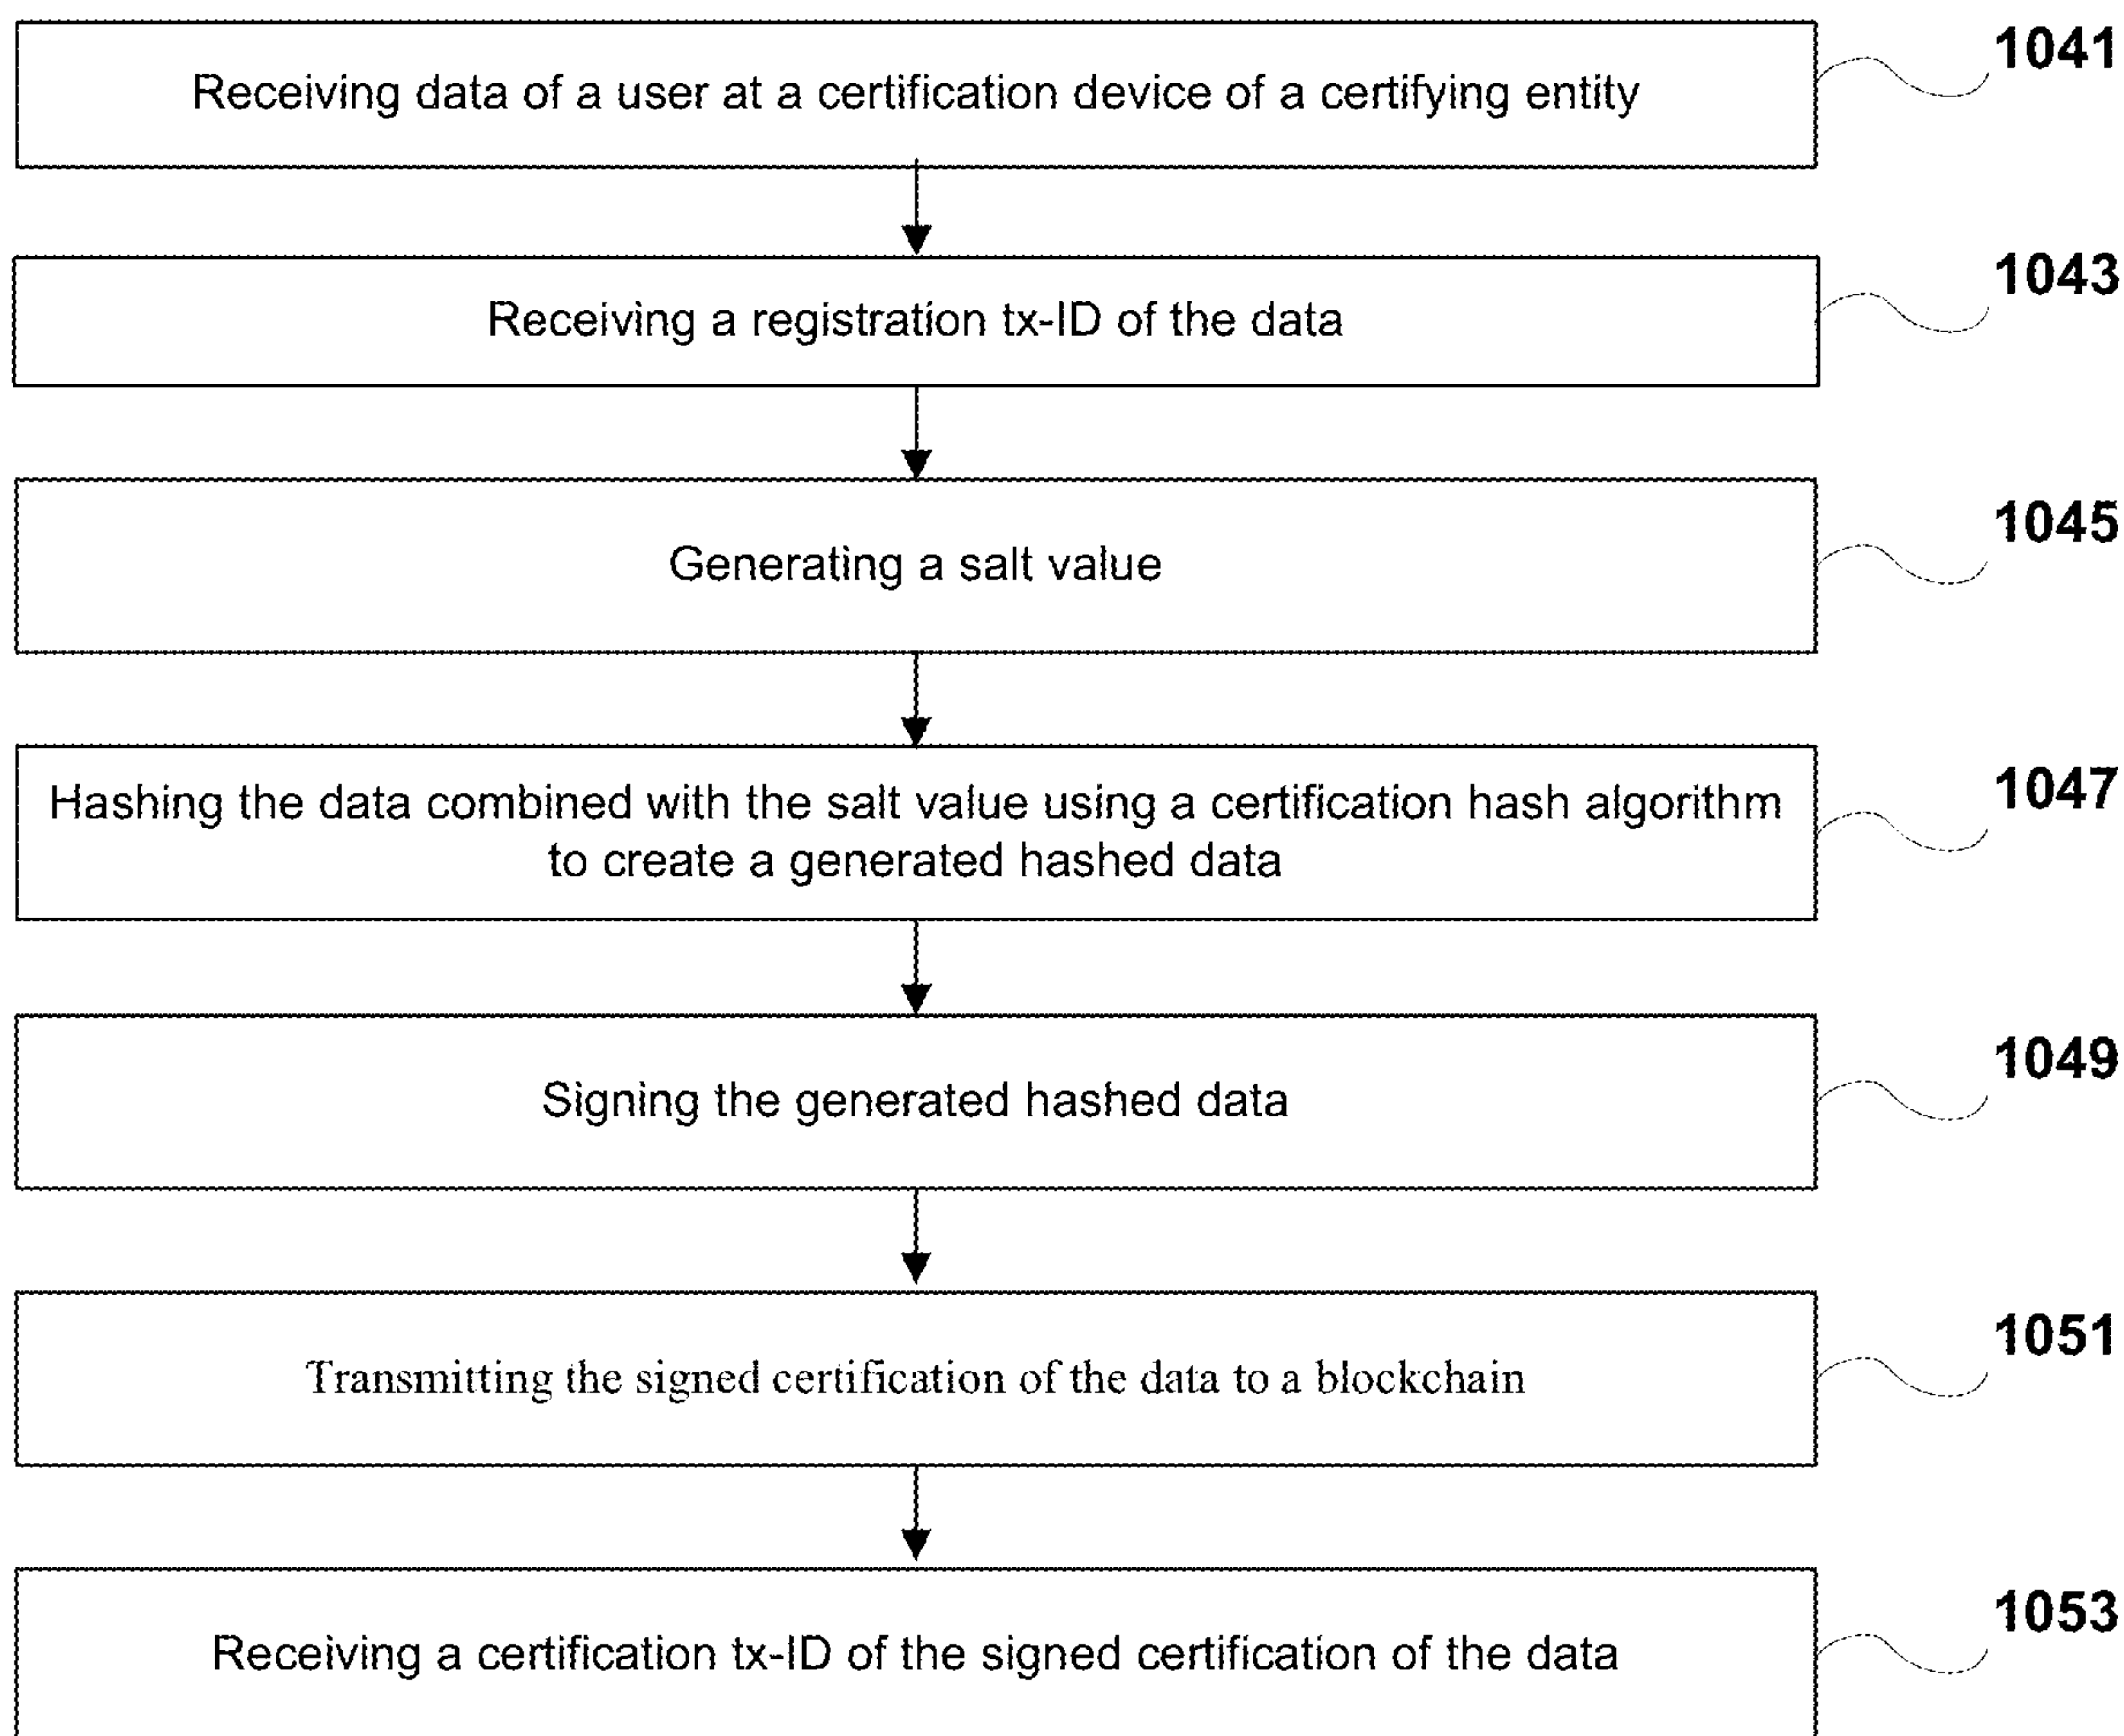 1041
Receiving data of a user at a certification device of a certifying entity
1043
Receiving a registration tx-ID of the data
1045
Generating a salt value
1047
Hashing the data combined with the salt value using a certification hash algorithm
to create a generated hashed data
1049
Signing the generated hashed data
1051
Transmitting the signed certification of the data to a blockchain
1053
Receiving a certification tx-ID of the signed certification of the data